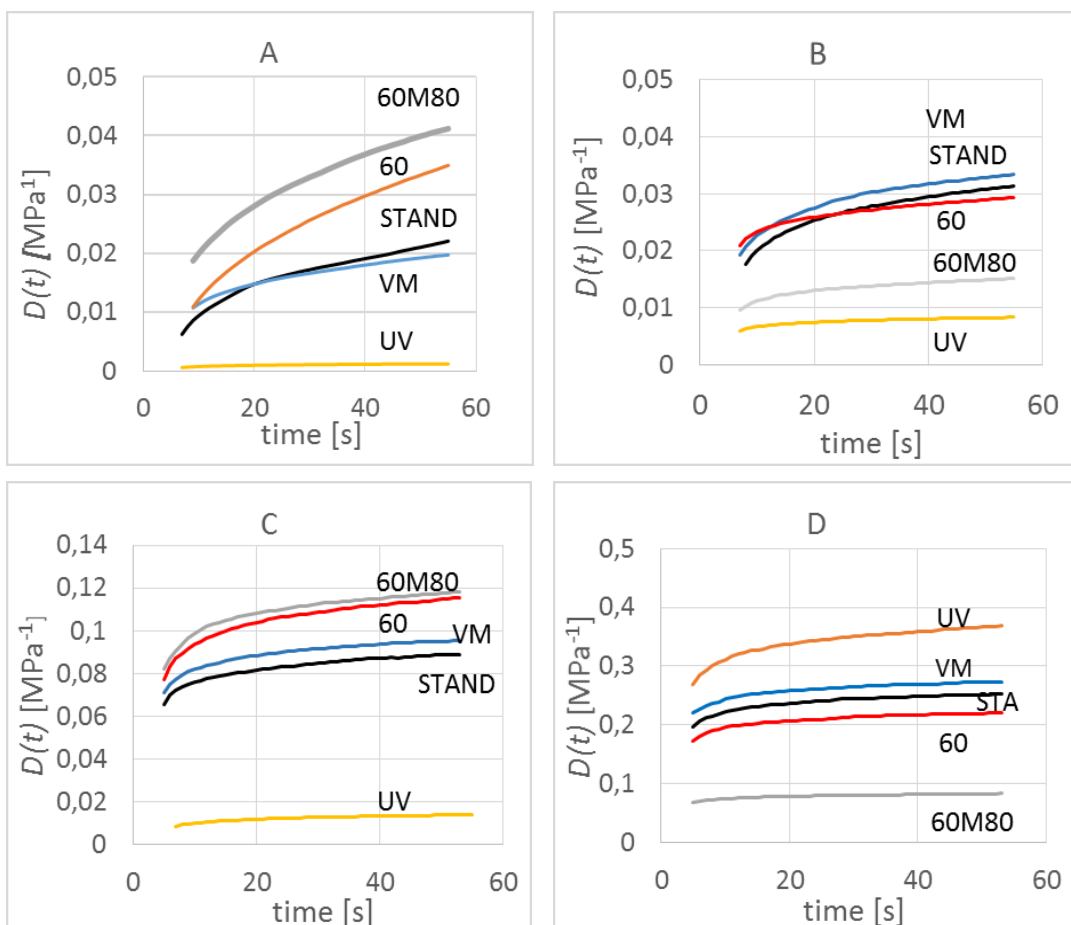 A
0,05
0,04
0,03
0,02
0,01
0
D(t) [MPa¹]
60M80
60
STAND
VM
UV
0 20 40 60
time [s]
B
0,05
0,04
0,03
0,02
0,01
0
D(t) [MPa⁻¹]
VM
STAND
60
60M80
UV
0 20 40 60
time [s]
C
0,14
0,12
0,1
0,08
0,06
0,04
0,02
0
D(t) [MPa⁻¹]
60M80
60
VM
STAND
UV
0 20 40 60
time [s]
D
0,5
0,4
0,3
0,2
0,1
0
D(t) [MPa⁻¹]
UV
VM
STA
60
60M80
0 20 40 60
time [s]